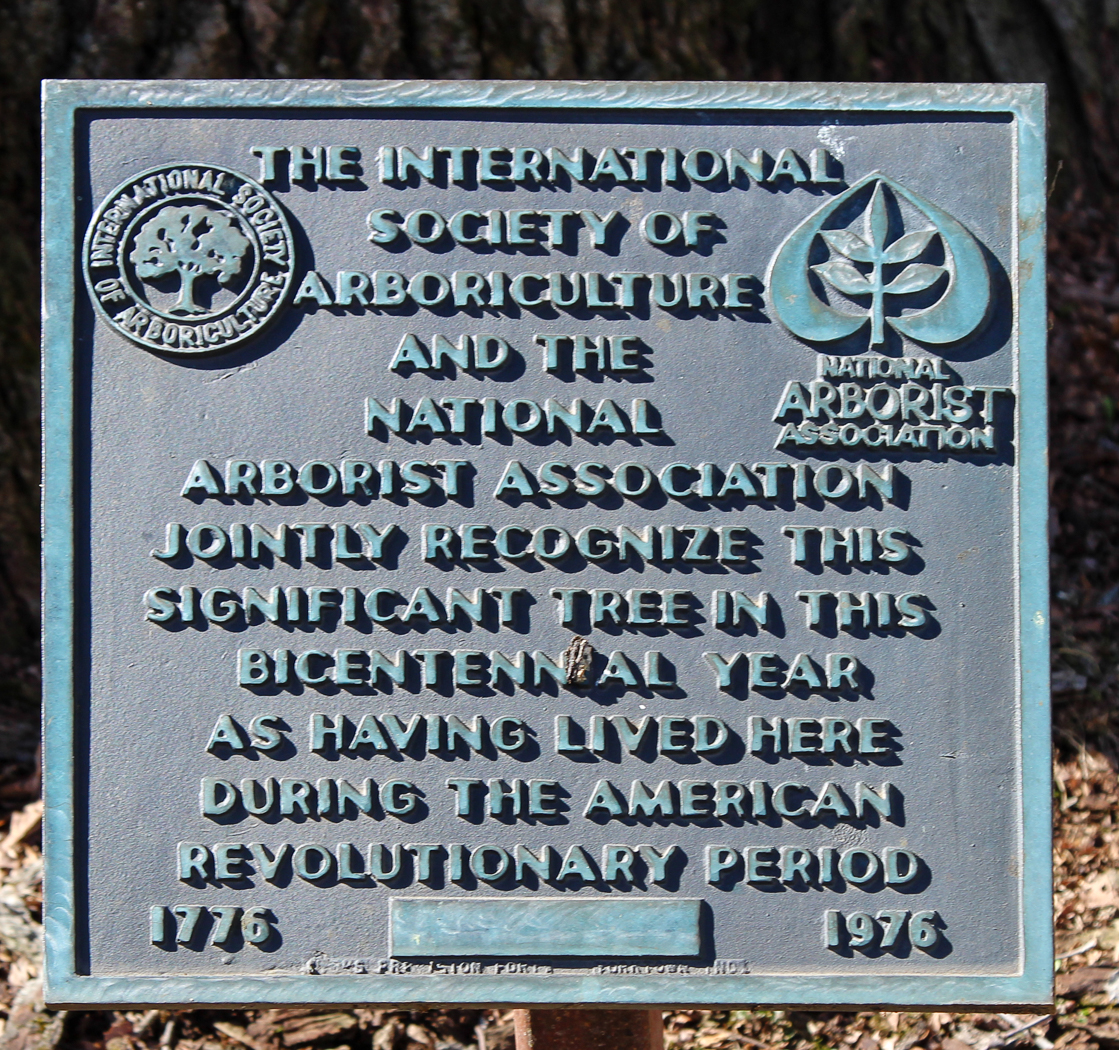 THE INTERNATIONAL
SOCIETY OF
ARBORICULTURE
AND THE
NATIONAL
ARBORIST ASSOCIATION
JOINTLY RECOGNIZE THIS
SIGNIFICANT TREE IN THIS
BICENTENNIAL YEAR
AS HAVING LIVED HERE
DURING THE AMERICAN
REVOLUTIONARY PERIOD
1776 1976
INTERNATIONAL SOCIETY
OF ARBORICULTURE
NATIONAL
ARBORIST
ASSOCIATION